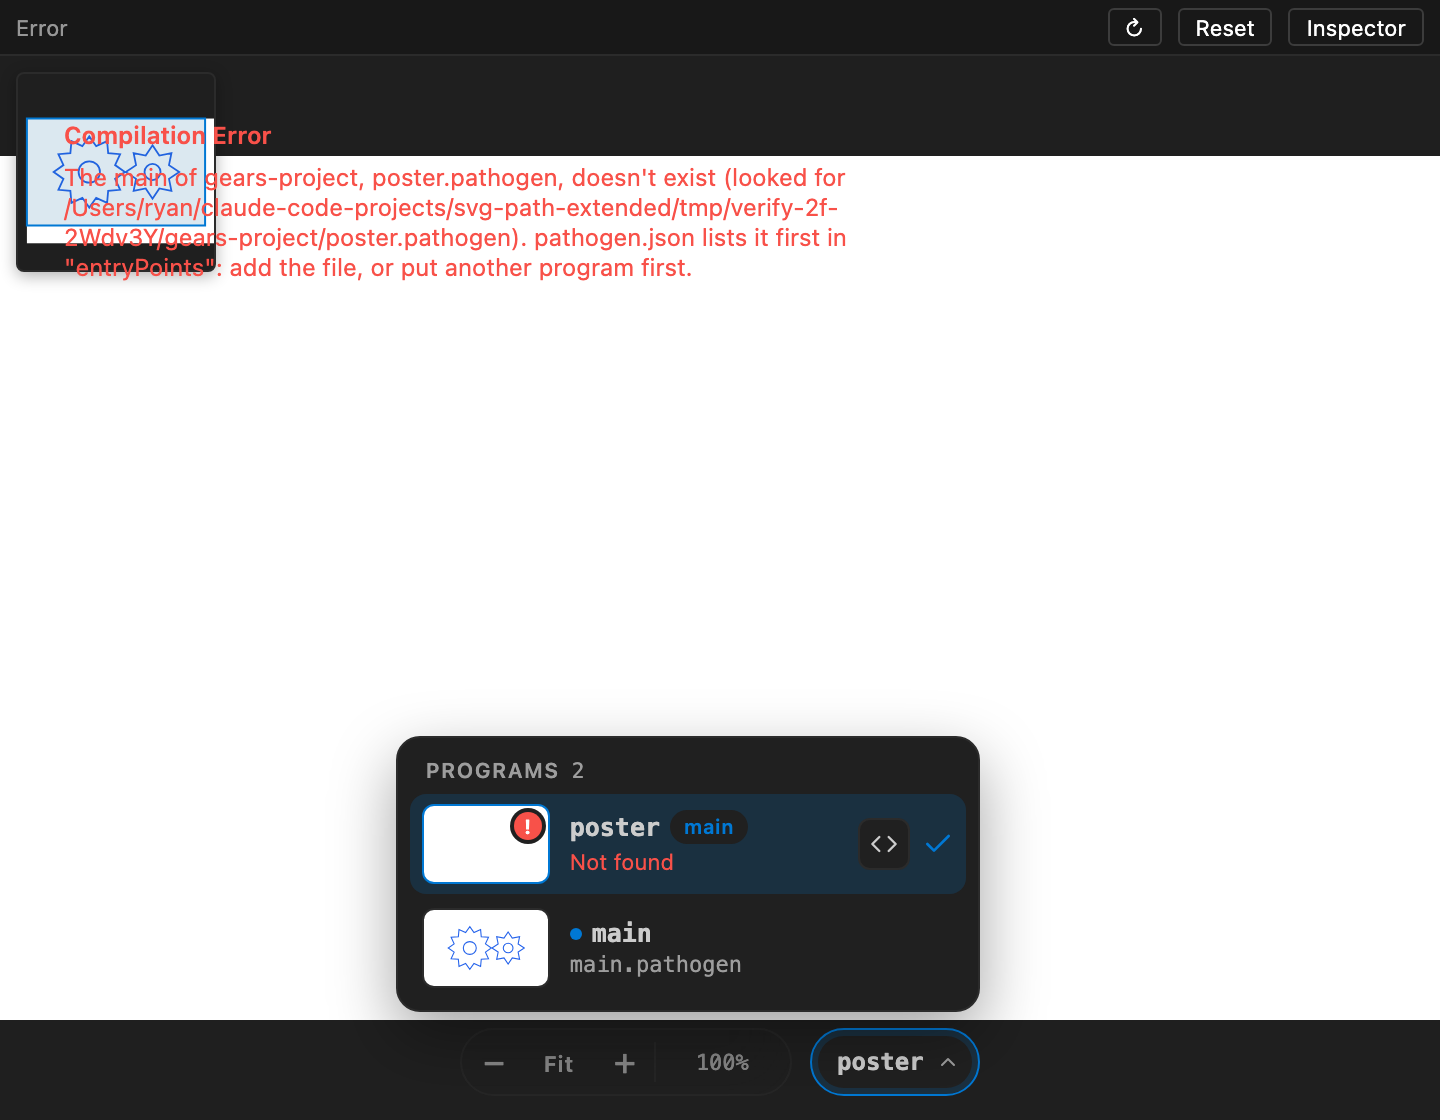 Error
Reset
Inspector
Compilation Error
The main of gears-project, poster.pathogen, doesn't exist (looked for
/Users/ryan/claude-code-projects/svg-path-extended/tmp/verify-2f-
2Wdv3Y/gears-project/poster.pathogen). pathogen.json lists it first in
"entryPoints": add the file, or put another program first.
PROGRAMS 2
poster main
Not found
main
main.pathogen
Fit
100%
poster